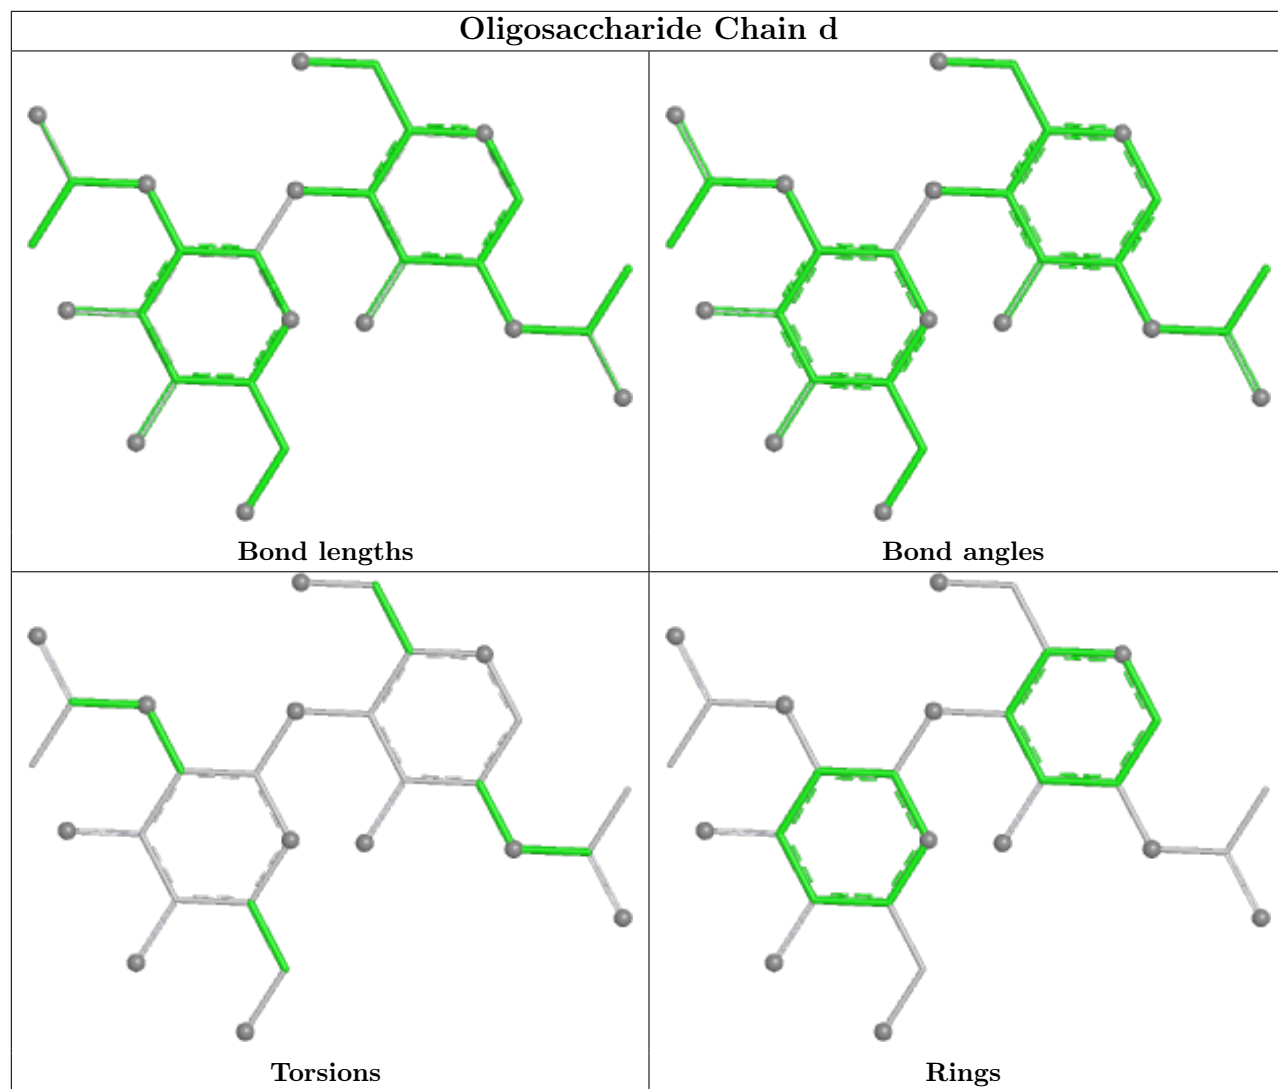 Oligosaccharide Chain d
Bond lengths
Bond angles
Torsions
Rings